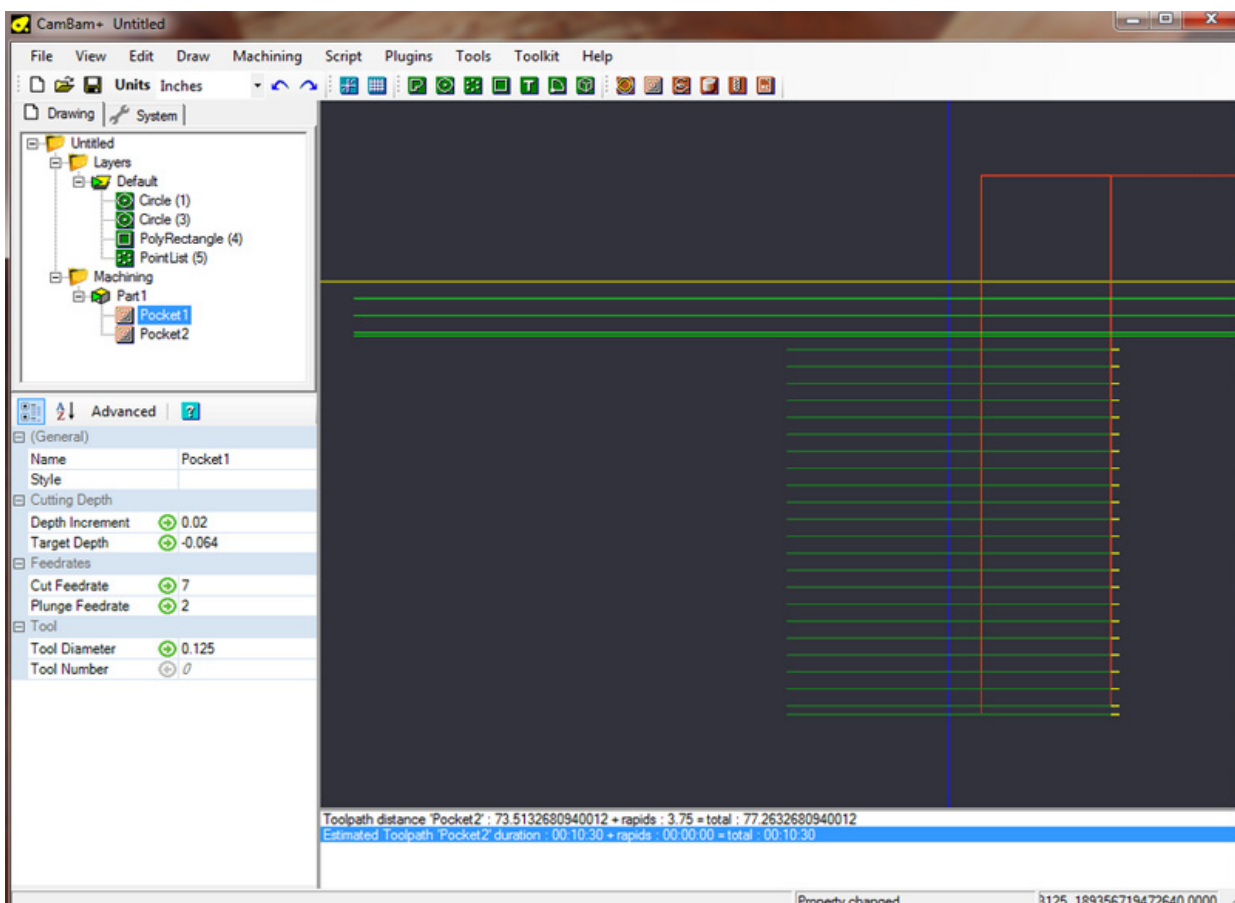 CamBam+ Untitled
File View Edit Draw Machining Script Plugins Tools Toolkit Help
Units Inches
Drawing System
Untitled
Layers
Default
Circle (1)
Circle (3)
PolyRectangle (4)
PointList (5)
Machining
Part1
Pocket1
Pocket2
Advanced
(General)
Name Pocket1
Style
Cutting Depth
Depth Increment 0.02
Target Depth -0.064
Feedrates
Cut Feedrate 7
Plunge Feedrate 2
Tool
Tool Diameter 0.125
Tool Number 0
Toolpath distance 'Pocket2' : 73.5132680940012 + rapids : 3.75 = total : 77.2632680940012
Estimated Toolpath 'Pocket2' duration : 00:10:30 + rapids : 00:00:00 = total : 00:10:30
Property changed